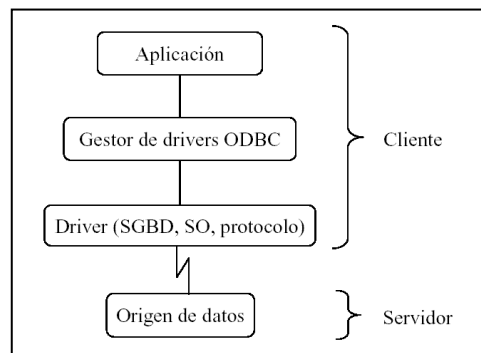 Aplicación
Gestor de drivers ODBC
Cliente
Driver (SGBD, SO, protocolo)
Origen de datos
Servidor